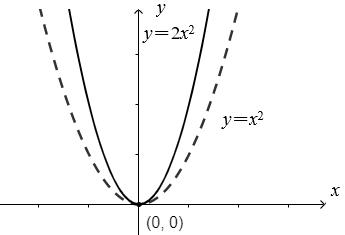 y
y=2x²
y=x²
x
(0, 0)